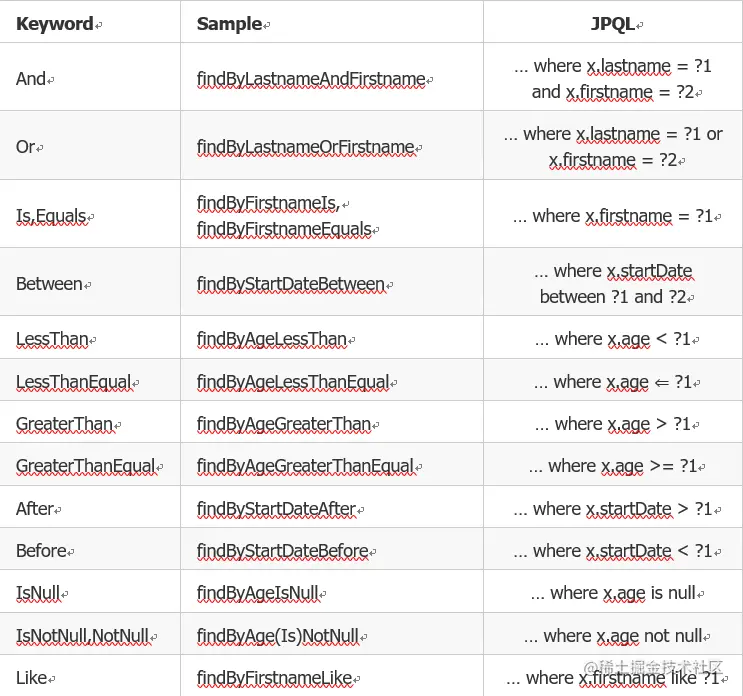 Keyword Sample JPQL
And findByLastnameAndFirstname … where x.lastname = ?1
and x.firstname = ?2
Or findByLastnameOrFirstname … where x.lastname = ?1 or
x.firstname = ?2
Is,Equals findByFirstnameIs,
findByFirstnameEquals … where x.firstname = ?1
Between findByStartDateBetween … where x.startDate
between ?1 and ?2
LessThan findByAgeLessThan … where x.age < ?1
LessThanEqual findByAgeLessThanEqual … where x.age ⇐ ?1
GreaterThan findByAgeGreaterThan … where x.age > ?1
GreaterThanEqual findByAgeGreaterThanEqual … where x.age >= ?1
After findByStartDateAfter … where x.startDate > ?1
Before findByStartDateBefore … where x.startDate < ?1
IsNull findByAgeIsNull … where x.age is null
IsNotNull,NotNull findByAge(Is)NotNull … where x.age not null
Like findByFirstnameLike … where x.firstname like ?1
@稀土掘金技术社区